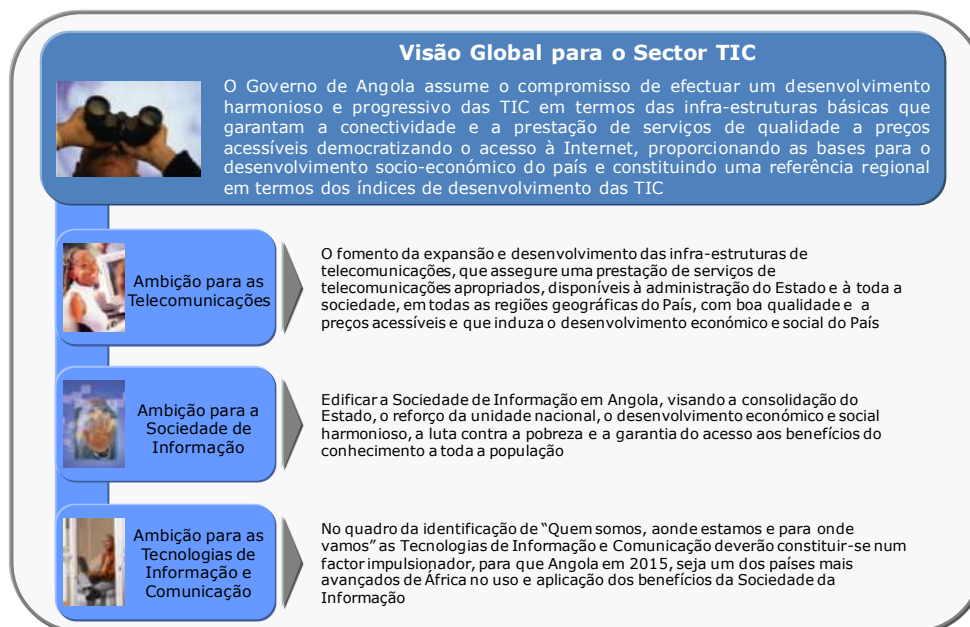 Visão Global para o Sector TIC
O Governo de Angola assume o compromisso de efectuar um desenvolvimento
harmonioso e progressivo das TIC em termos das infra-estruturas básicas que
garantam a conectividade e a prestação de serviços de qualidade a preços
acessíveis democratizando o acesso à Internet, proporcionando as bases para o
desenvolvimento socio-económico do país e constituindo uma referência regional
em termos dos índices de desenvolvimento das TIC
Ambição para as
Telecomunicações
O fomento da expansão e desenvolvimento das infra-estruturas de
telecomunicações, que assegure uma prestação de serviços de
telecomunicações apropriados, disponíveis à administração do Estado e à toda a
sociedade, em todas as regiões geográficas do País, com boa qualidade e a
preços acessíveis e que induza o desenvolvimento económico e social do País
Ambição para a
Sociedade de
Informação
Edificar a Sociedade de Informação em Angola, visando a consolidação do
Estado, o reforço da unidade nacional, o desenvolvimento económico e social
harmonioso, a luta contra a pobreza e a garantia do acesso aos benefícios do
conhecimento a toda a população
Ambição para as
Tecnologias de
Informação e
Comunicação
No quadro da identificação de “Quem somos, aonde estamos e para onde
vamos” as Tecnologias de Informação e Comunicação deverão constituir-se num
factor impulsionador, para que Angola em 2015, seja um dos países mais
avançados de África no uso e aplicação dos benefícios da Sociedade da
Informação